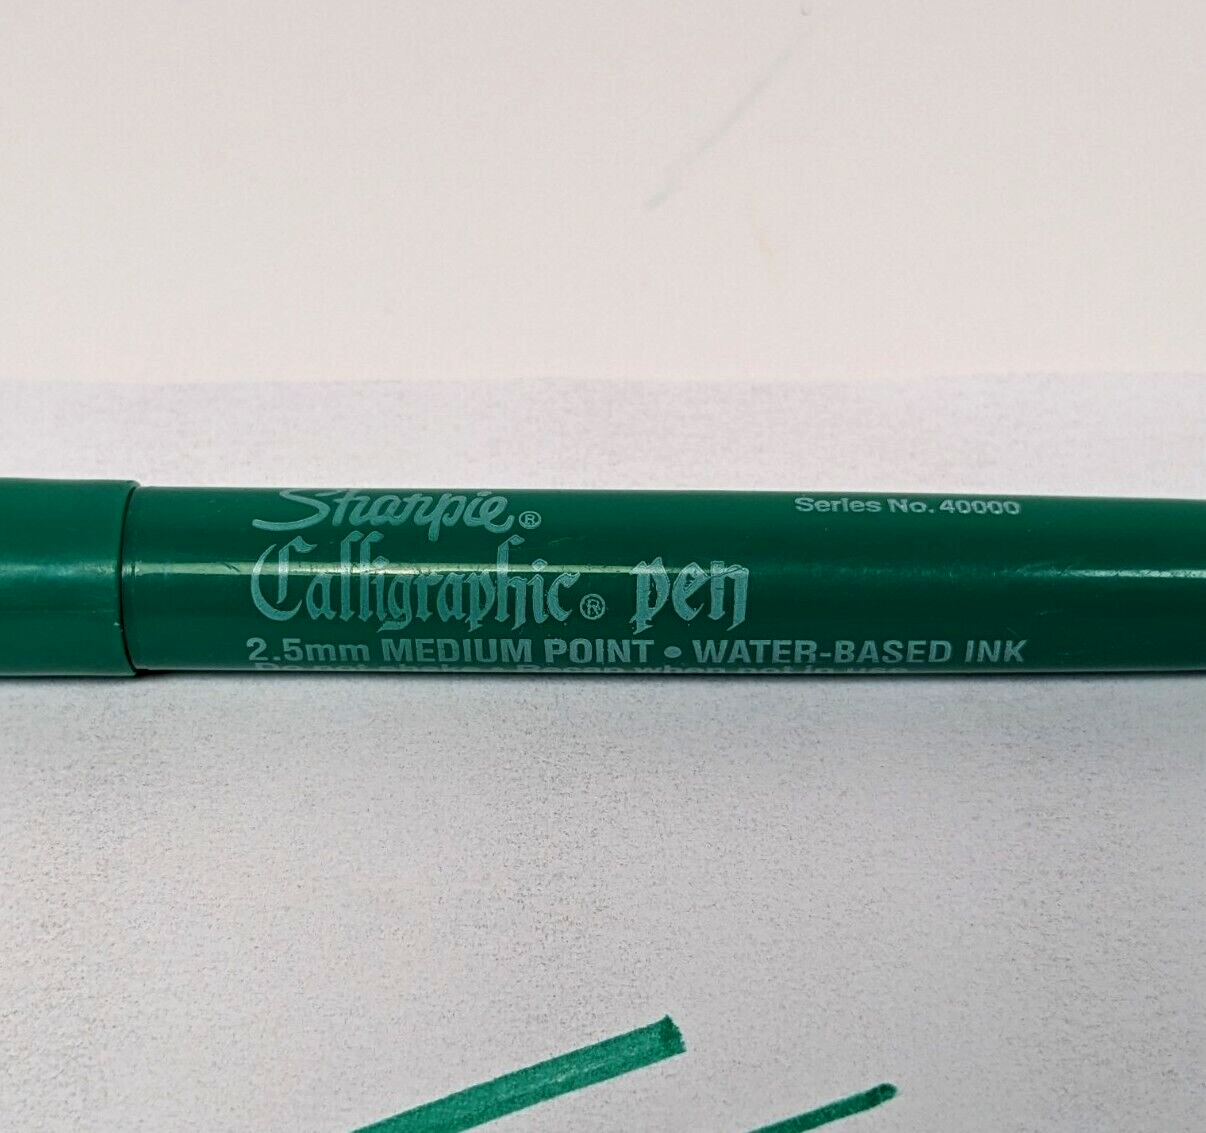 Sharpie®
Series No. 40000
Calligraphic® pen
2.5mm MEDIUM POINT • WATER-BASED INK